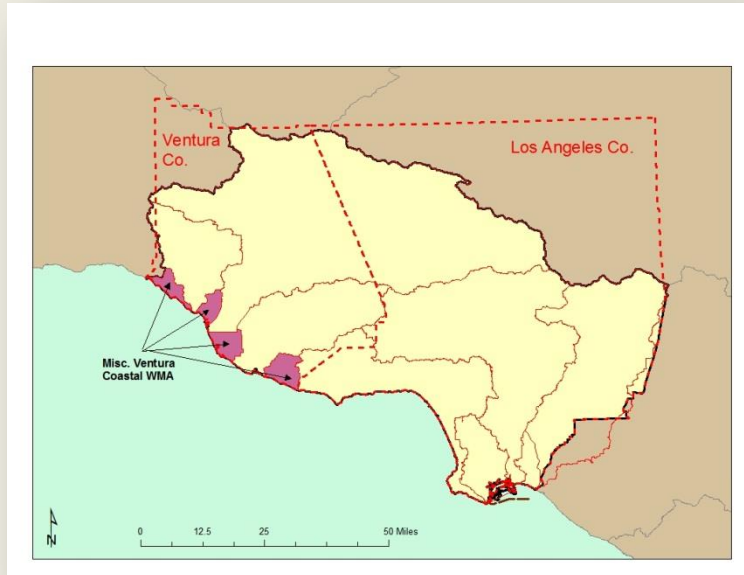 Ventura
Co.
Los Angeles Co.
Misc. Ventura
Coastal WMA
N
0 12.5 25 50 Miles